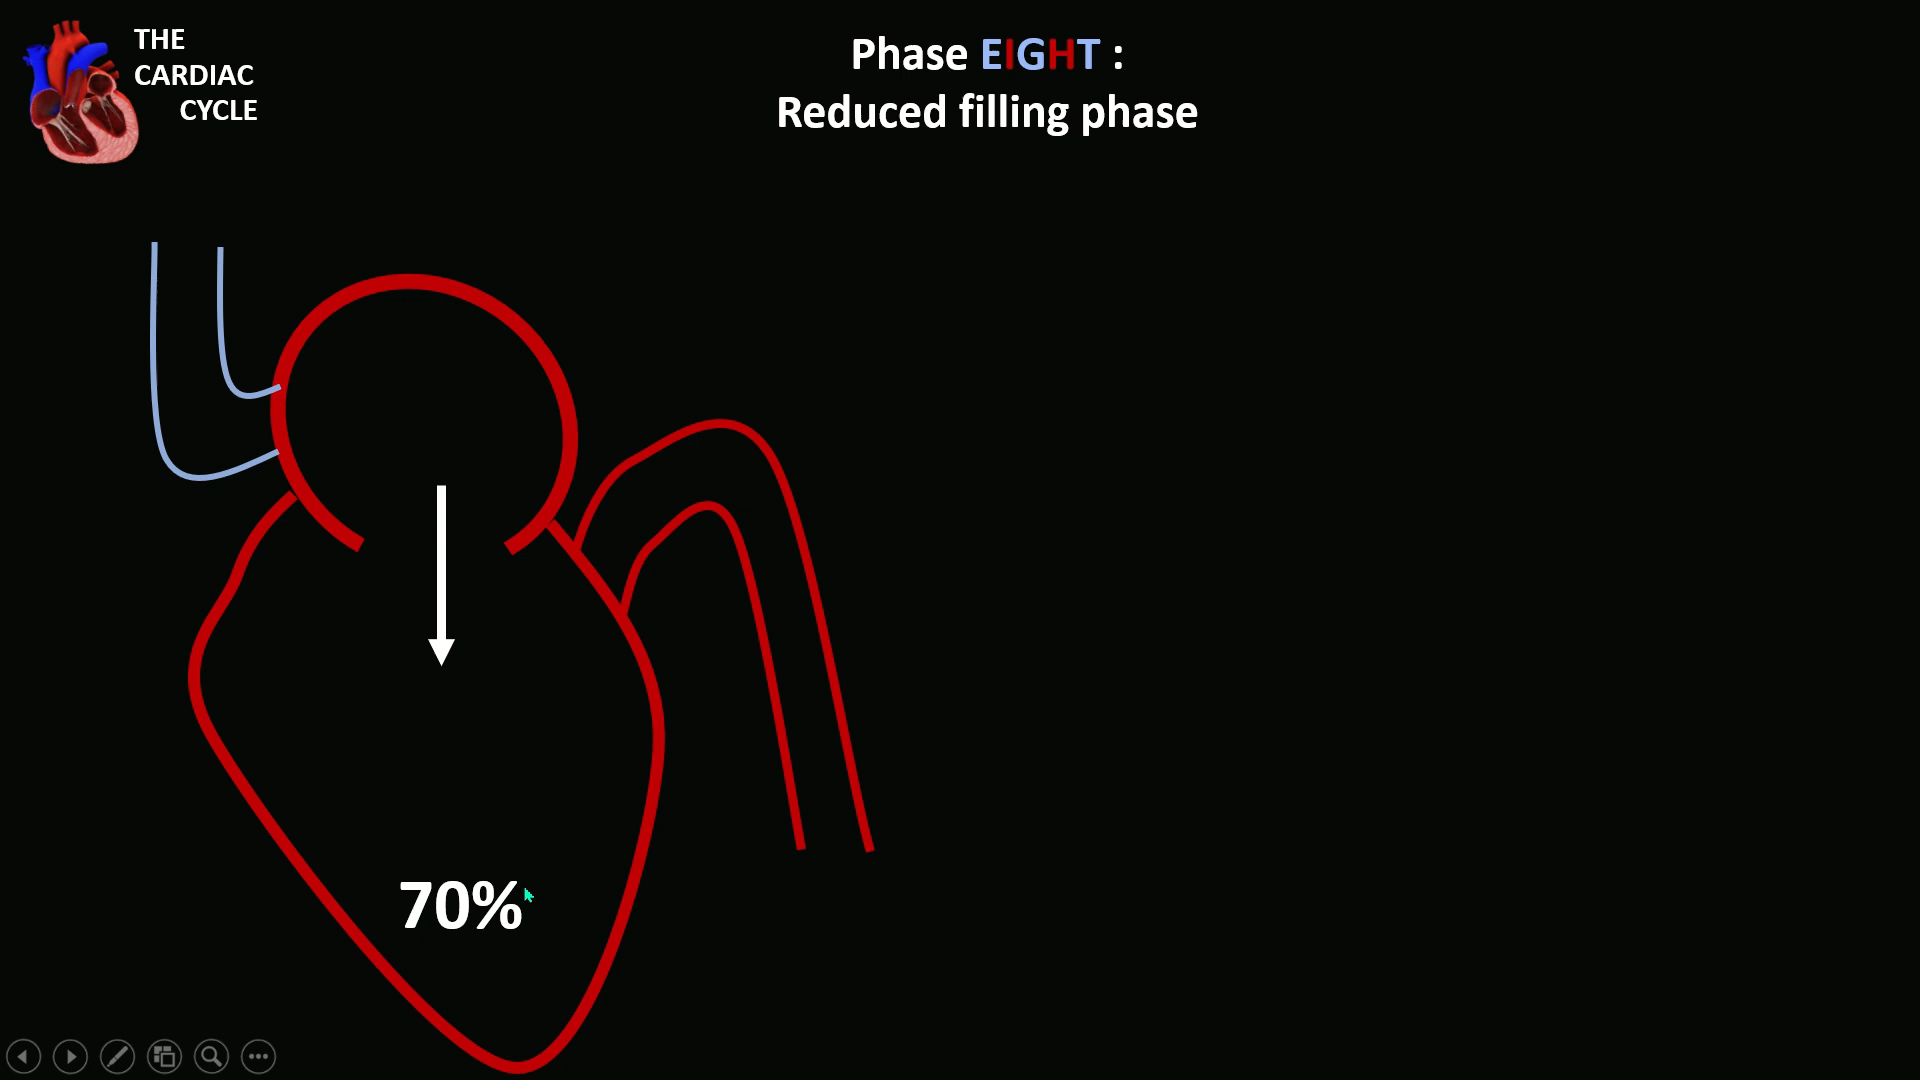 THE
CARDIAC
CYCLE
Phase EIGHT :
Reduced filling phase
70%